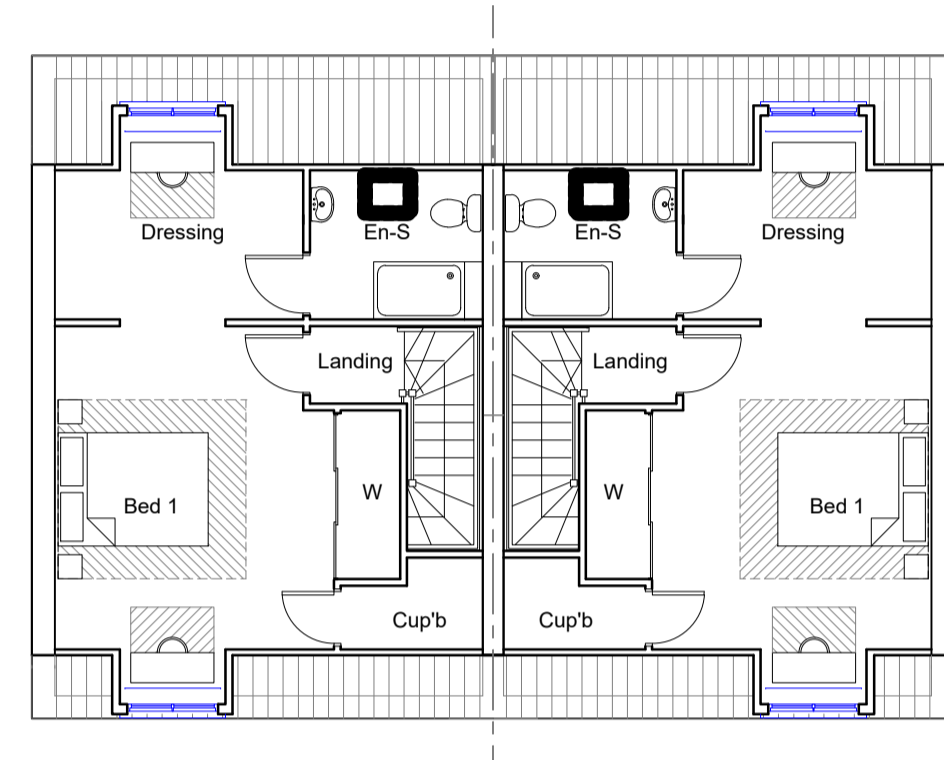 Dressing
En-S
En-S
Dressing
Landing
Landing
Bed 1
W
W
Bed 1
Cup'b
Cup'b